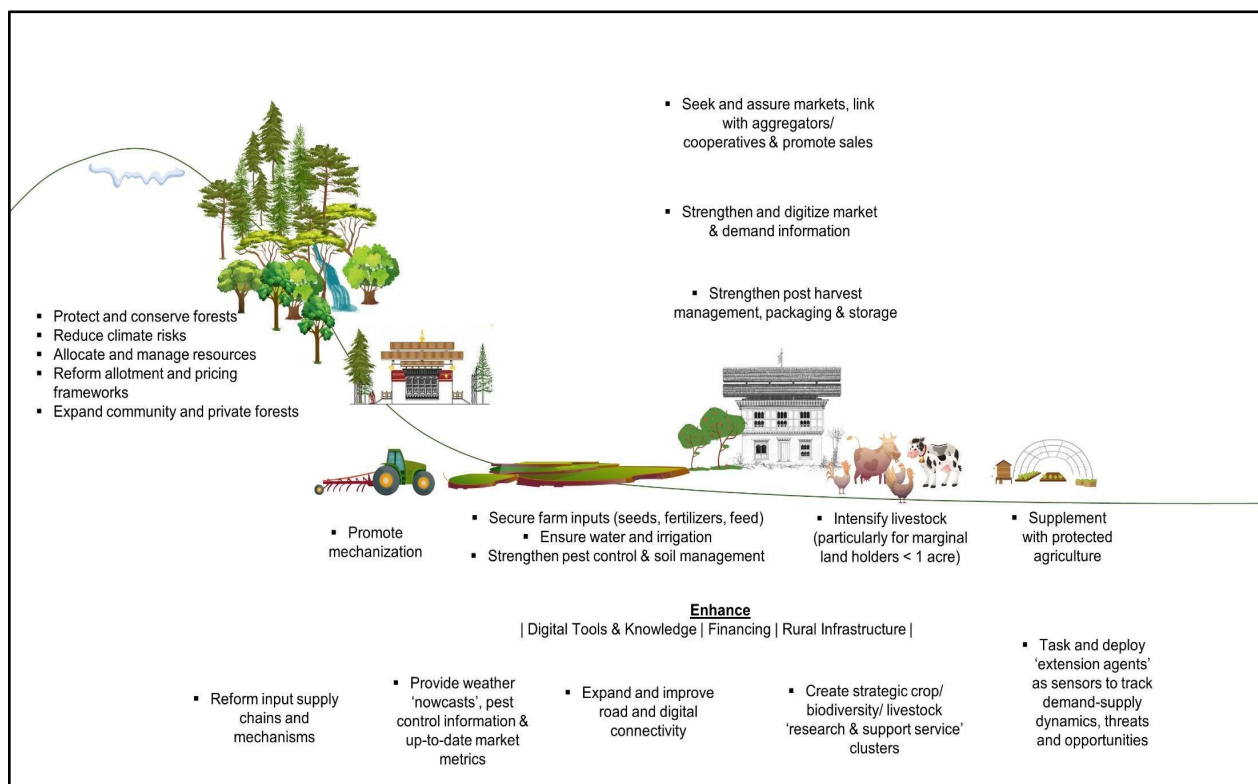 ▪ Seek and assure markets, link
with aggregators/
cooperatives & promote sales
▪ Strengthen and digitize market
& demand information
▪ Strengthen post harvest
management, packaging & storage
▪ Protect and conserve forests
▪ Reduce climate risks
▪ Allocate and manage resources
▪ Reform allotment and pricing
frameworks
▪ Expand community and private forests
▪ Promote
mechanization
▪ Secure farm inputs (seeds, fertilizers, feed)
▪ Ensure water and irrigation
▪ Strengthen pest control & soil management
▪ Intensify livestock
(particularly for marginal
land holders < 1 acre)
▪ Supplement
with protected
agriculture
Enhance
| Digital Tools & Knowledge | Financing | Rural Infrastructure |
▪ Reform input supply
chains and
mechanisms
▪ Provide weather
‘nowcasts’, pest
control information &
up-to-date market
metrics
▪ Expand and improve
road and digital
connectivity
▪ Create strategic crop/
biodiversity/ livestock
‘research & support service’
clusters
▪ Task and deploy
‘extension agents’
as sensors to track
demand-supply
dynamics, threats
and opportunities